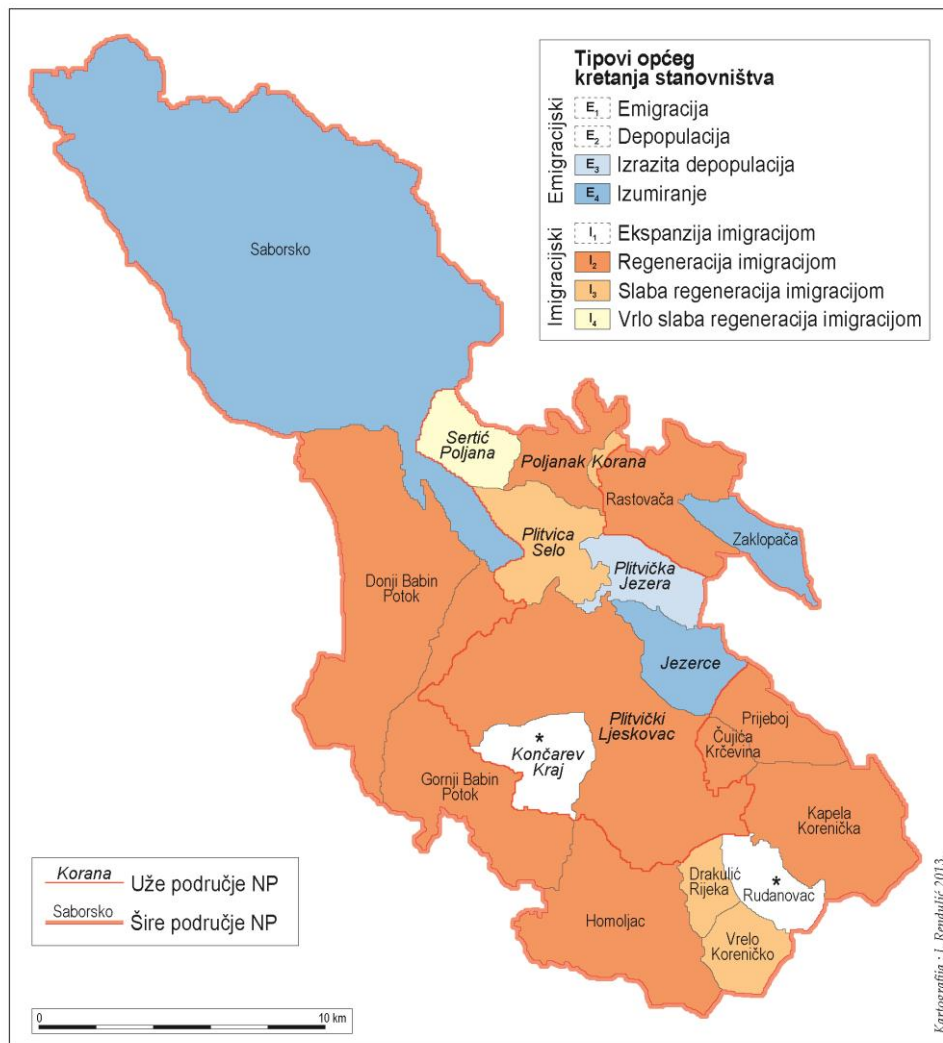 Tipovi općeg
kretanja stanovništva
Emigracijski
E1 Emigracija
E2 Depopulacija
E3 Izrazita depopulacija
E4 Izumiranje
Imigracijski
I1 Ekspanzija imigracijom
I2 Regeneracija imigracijom
I3 Slaba regeneracija imigracijom
I4 Vrlo slaba regeneracija imigracijom
Saborsko
Sertić
Poljana
Poljanak
Korana
Rastovača
Zaklopača
Plitvica
Selo
Plitvička
Jezera
Donji Babin
Potok
Jezerce
Prijeboj
Čujića
Krčevina
Plitvički
Ljeskovac
*
Končarev
Kraj
Gornji Babin
Potok
Kapela
Korenička
Drakulić
Rijeka
*
Rudanovac
Homoljac
Vrelo
Koreničko
Korana Uže područje NP
Saborsko Šire područje NP
0 10 km
Kartografija: I. Rendulić 2013.